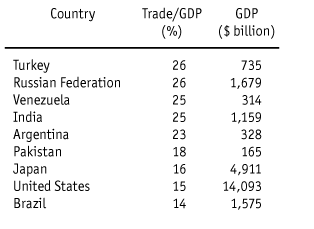 Country Trade/GDP GDP
(%) ($ billion)
Turkey 26 735
Russian Federation 26 1,679
Venezuela 25 314
India 25 1,159
Argentina 23 328
Pakistan 18 165
Japan 16 4,911
United States 15 14,093
Brazil 14 1,575